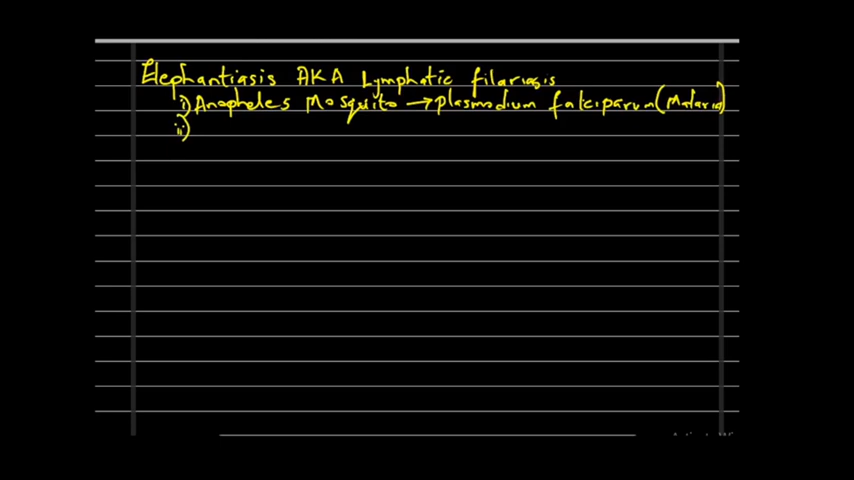 Elephantiasis AKA Lymphatic filariasis
i) Anopheles Mosquito → plasmodium falciparum (Malaria)
ii)